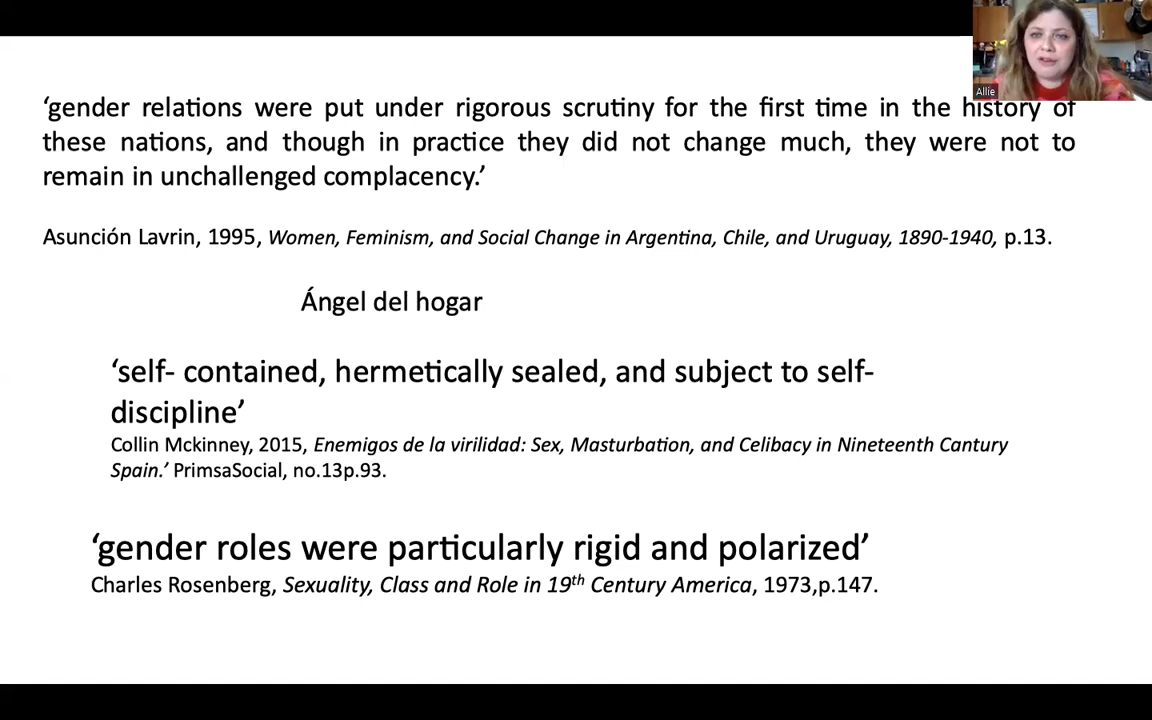 Allie
‘gender relations were put under rigorous scrutiny for the first time in the history of
these nations, and though in practice they did not change much, they were not to
remain in unchallenged complacency.’
Asunción Lavrin, 1995, Women, Feminism, and Social Change in Argentina, Chile, and Uruguay, 1890-1940, p.13.
Ángel del hogar
‘self- contained, hermetically sealed, and subject to self-
discipline’
Collin Mckinney, 2015, Enemigos de la virilidad: Sex, Masturbation, and Celibacy in Nineteenth Cantury
Spain.’ PrimsaSocial, no.13p.93.
‘gender roles were particularly rigid and polarized’
Charles Rosenberg, Sexuality, Class and Role in 19th Century America, 1973,p.147.